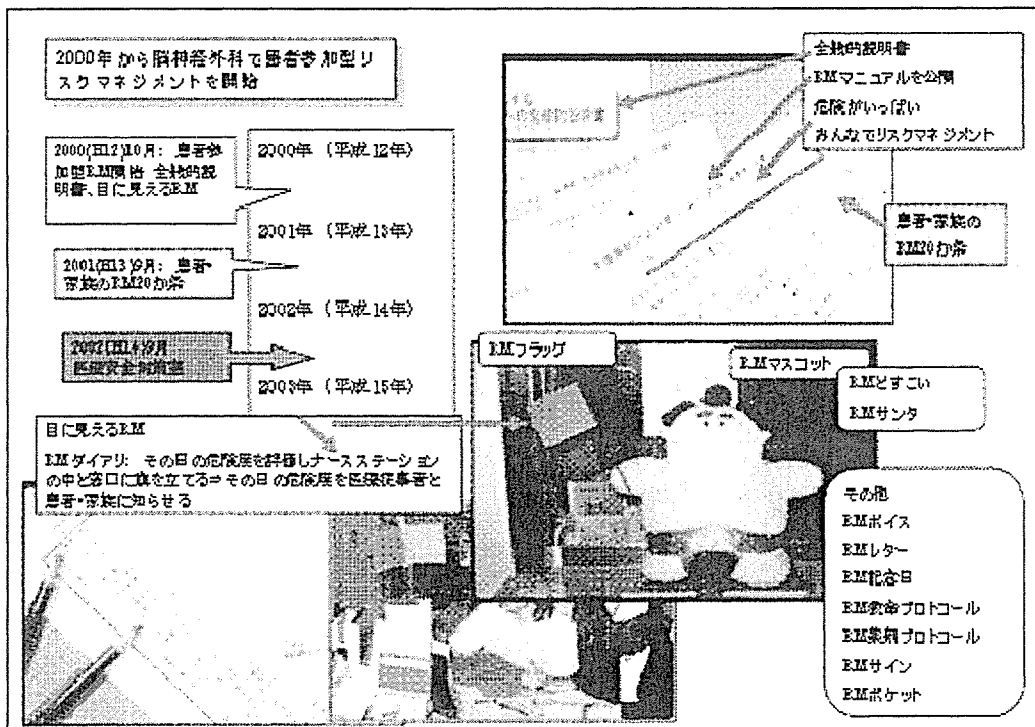 2000年から脳神経外科で患者参加型リ
スクマネジメントを開始
2000(H12)10月: 患者参
加型RM開始 全人的説
明書、目に見えるRM
2001(H13)9月: 患者・
家族のRM20か条
2002(H14)9月
2000年 (平成12年)
2001年 (平成13年)
2002年 (平成14年)
2003年 (平成15年)
説明書
RMマニュアルを公開
危険がいっぱい
みんなでリスクマネジメント
患者・家族の
RM20か条
RMフラッグ
RMマスコット
RMどすこい
RMサンタ
目に見えるRM
RMダイアリ: その日の危険度を評価しナースステーション
の中と窓口に旗を立てる⇒その日の危険度を医療従事者と
患者・家族に知らせる
その他
RMボイス
RMレター
RM記念日
RM救命プロトコール
RM薬剤プロトコール
RMサイン
RMポケット